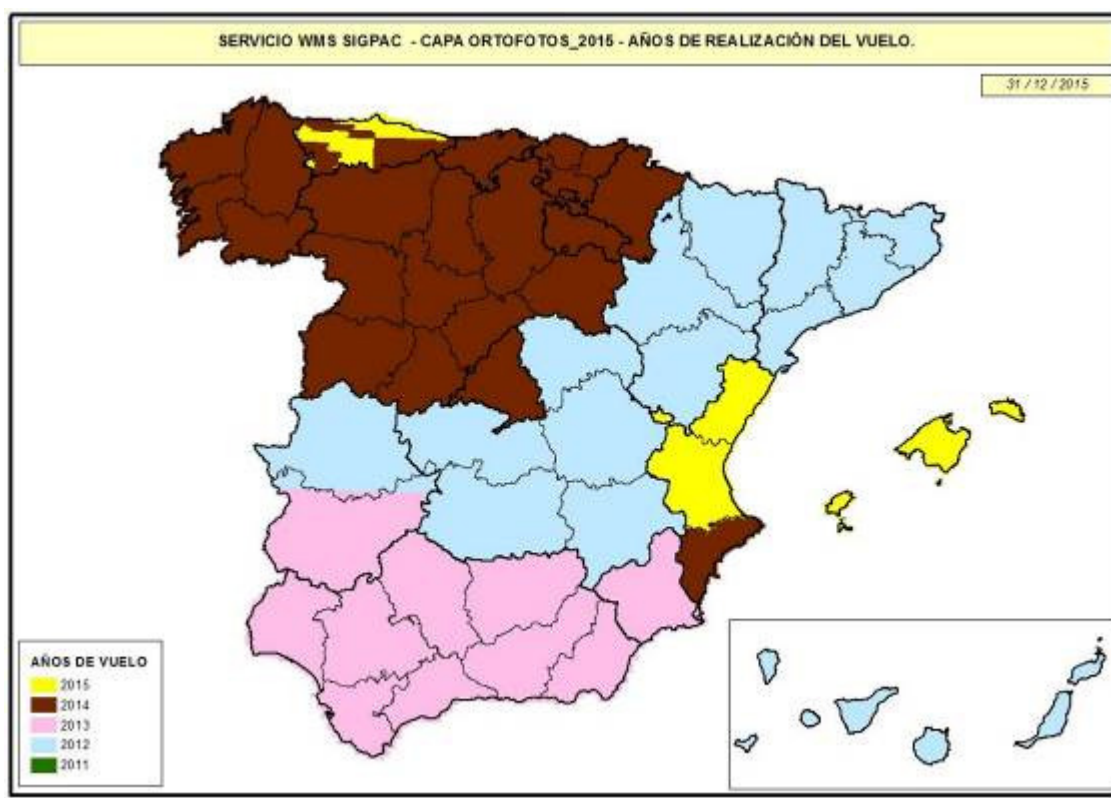 SERVICIO WMS SIGPAC - CAPA ORTOFOTOS_2015 - AÑOS DE REALIZACIÓN DEL VUELO.
31 / 12 / 2015
AÑOS DE VUELO
2015
2014
2013
2012
2011